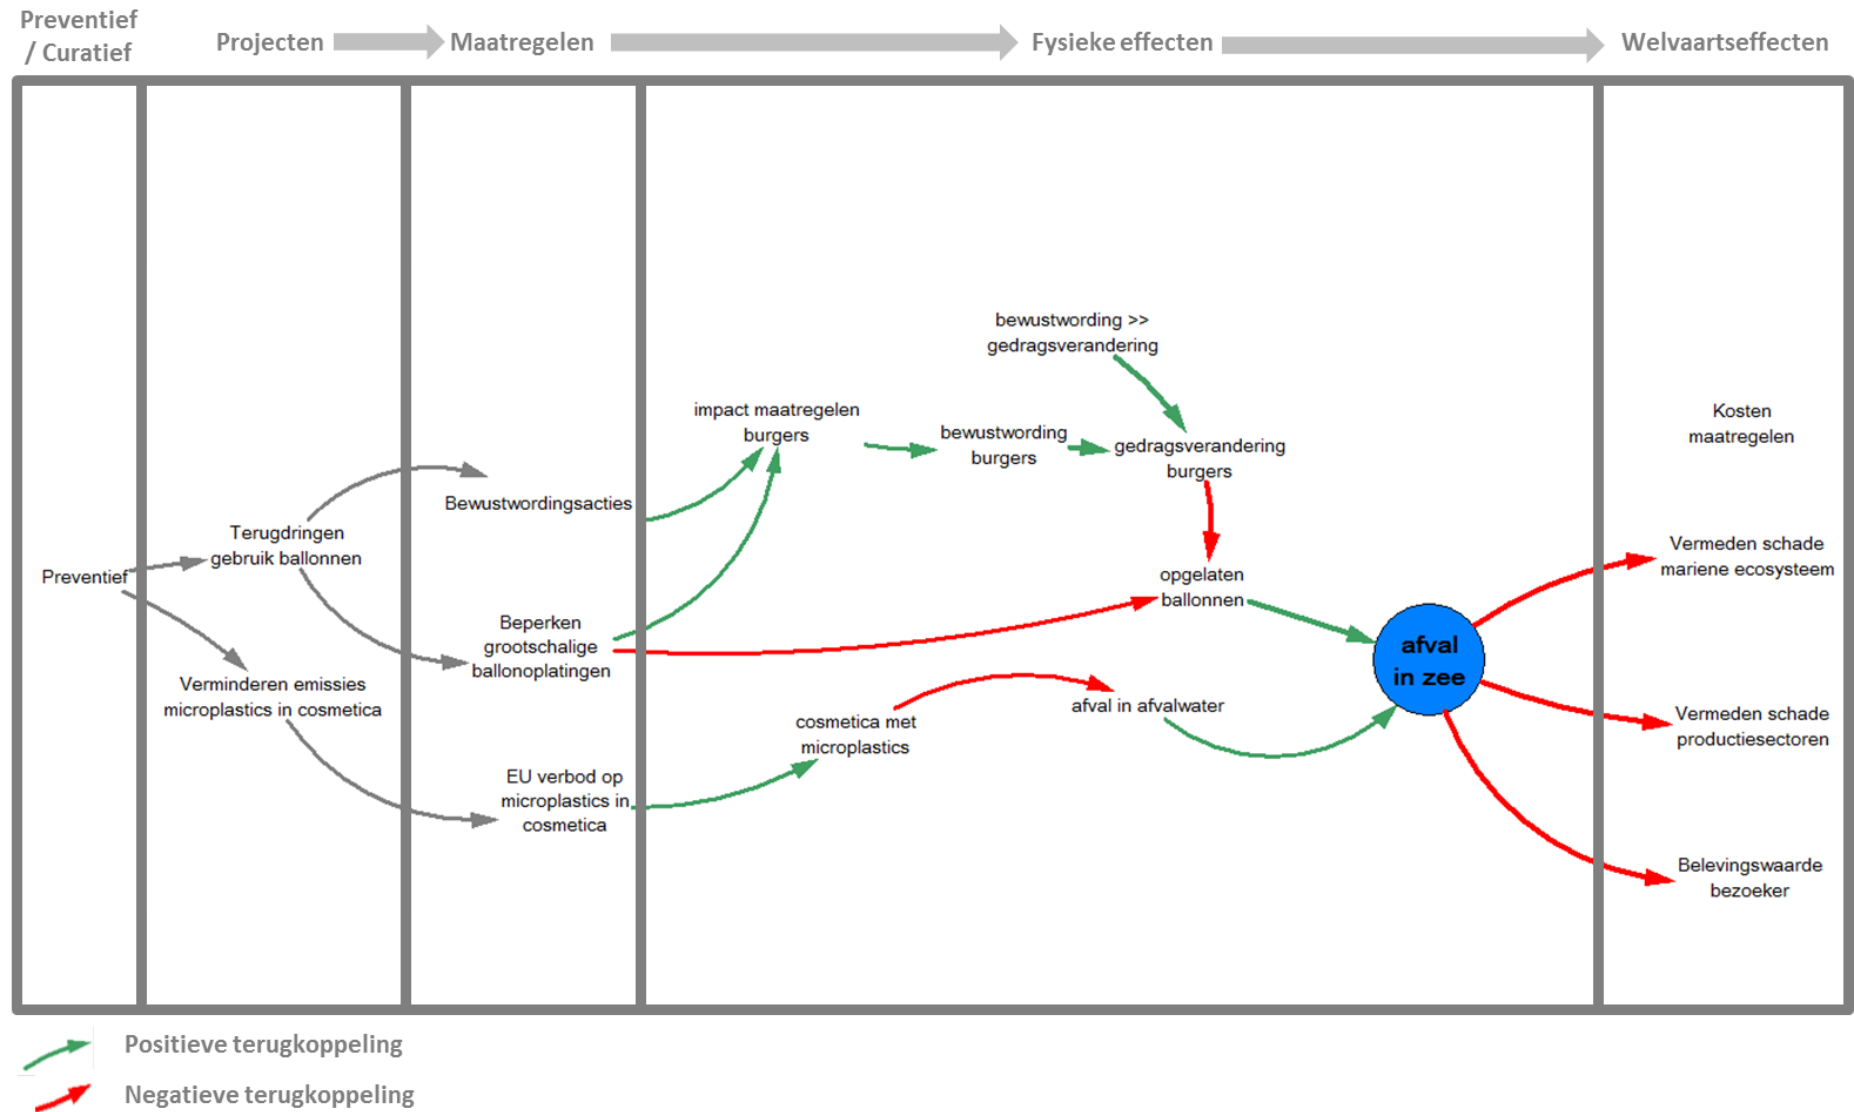 Preventief
/ Curatief
Projecten
Maatregelen
Fysieke effecten
Welvaartseffecten
bewustwording >>
gedragsverandering
impact maatregelen
burgers
bewustwording
burgers
gedragsverandering
burgers
Kosten
maatregelen
Bewustwordingsacties
Terugdringen
gebruik ballonnen
Preventief
opgelaten
ballonnen
Vermeden schade
mariene ecosysteem
Beperken
grootschalige
ballonoplatingen
afval
in zee
Verminderen emissies
microplastics in cosmetica
afval in afvalwater
cosmetica met
microplastics
Vermeden schade
productiesectoren
EU verbod op
microplastics in
cosmetica
Belevingswaarde
bezoeker
Positieve terugkoppeling
Negatieve terugkoppeling